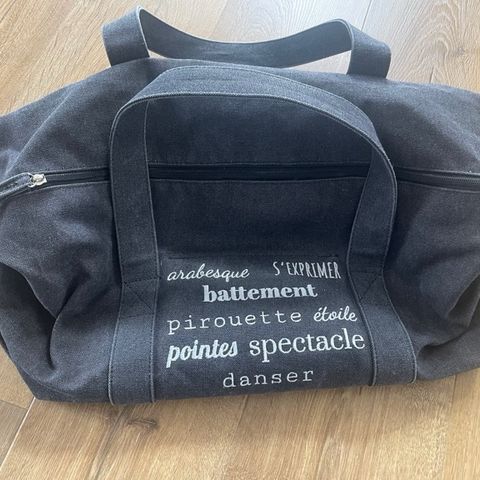 arabesque S'EXPRIMER
battement
pirouette étoile
pointes spectacle
danser